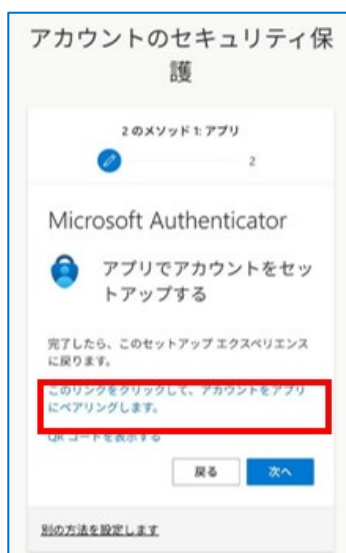 アカウントのセキュリティ保
護
2 のメソッド 1: アプリ
2
Microsoft Authenticator
アプリでアカウントをセッ
トアップする
完了したら、このセットアップ エクスペリエンス
に戻ります。
このリンクをクリックして、アカウントをアプリ
にペアリングします。
QR コードを表示する
戻る 次へ
別の方法を設定します